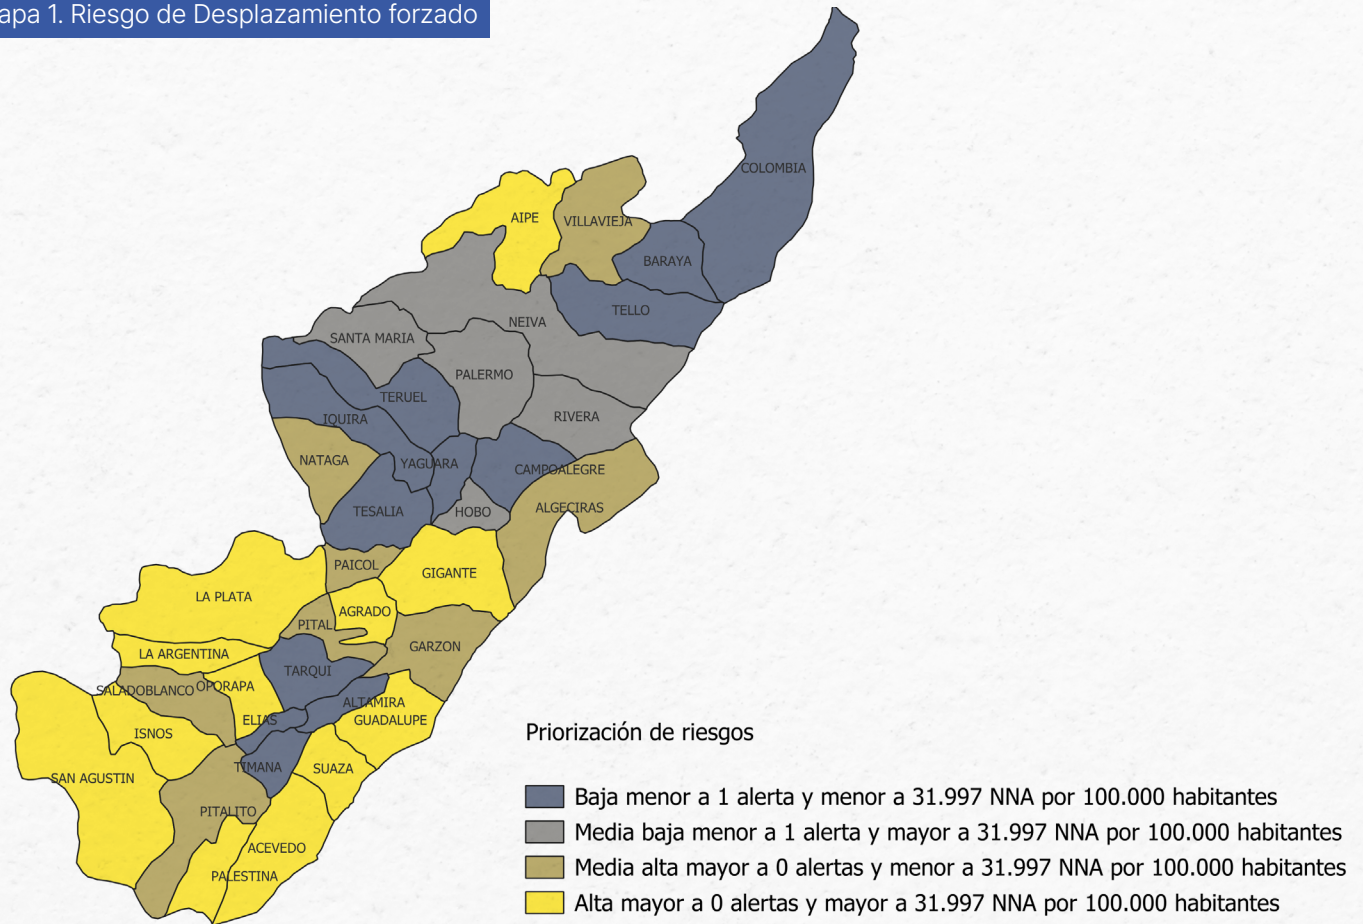 apa 1. Riesgo de Desplazamiento forzado
COLOMBIA
AIPE
VILLAVIEJA
BARAYA
TELLO
NEIVA
SANTA MARIA
PALERMO
TERUEL
RIVERA
IQUIRA
NATAGA
YAGUARA
CAMPOALEGRE
TESALIA
HOBO
ALGECIRAS
PAICOL
GIGANTE
LA PLATA
AGRADO
PITAL
GARZON
LA ARGENTINA
TARQUI
SALADOBLANCO
OPORAPA
ALTAMIRA
ELIAS
GUADALUPE
ISNOS
TIMANA
SUAZA
SAN AGUSTIN
PITALITO
ACEVEDO
PALESTINA
Priorización de riesgos
Baja menor a 1 alerta y menor a 31.997 NNA por 100.000 habitantes
Media baja menor a 1 alerta y mayor a 31.997 NNA por 100.000 habitantes
Media alta mayor a 0 alertas y menor a 31.997 NNA por 100.000 habitantes
Alta mayor a 0 alertas y mayor a 31.997 NNA por 100.000 habitantes